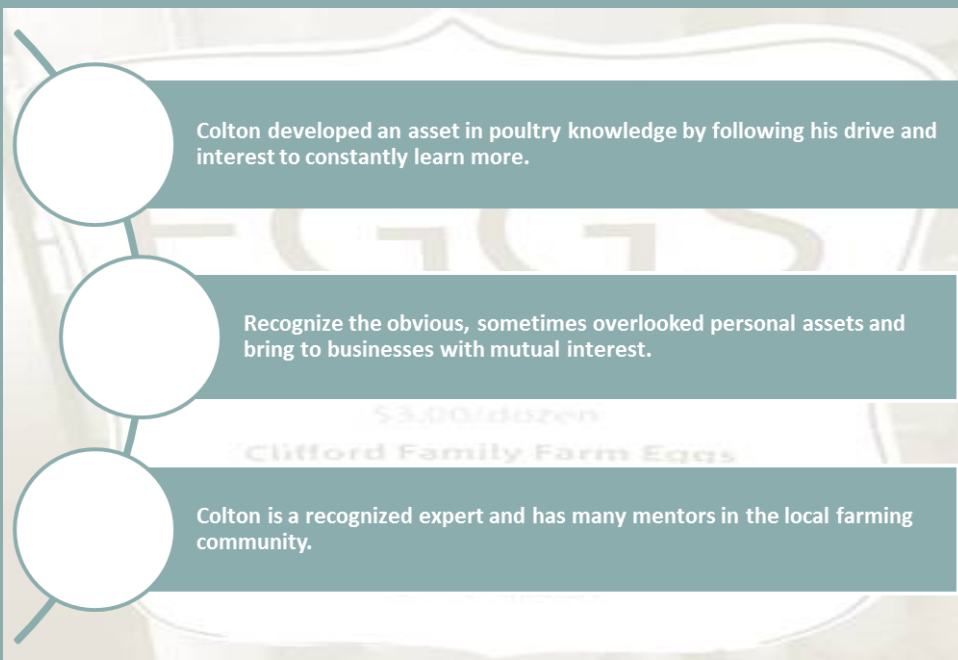 Colton developed an asset in poultry knowledge by following his drive and
interest to constantly learn more.
EGGS
Recognize the obvious, sometimes overlooked personal assets and
bring to businesses with mutual interest.
$3.00/dozen
Clifford Family Farm Eggs
Colton is a recognized expert and has many mentors in the local farming
community.